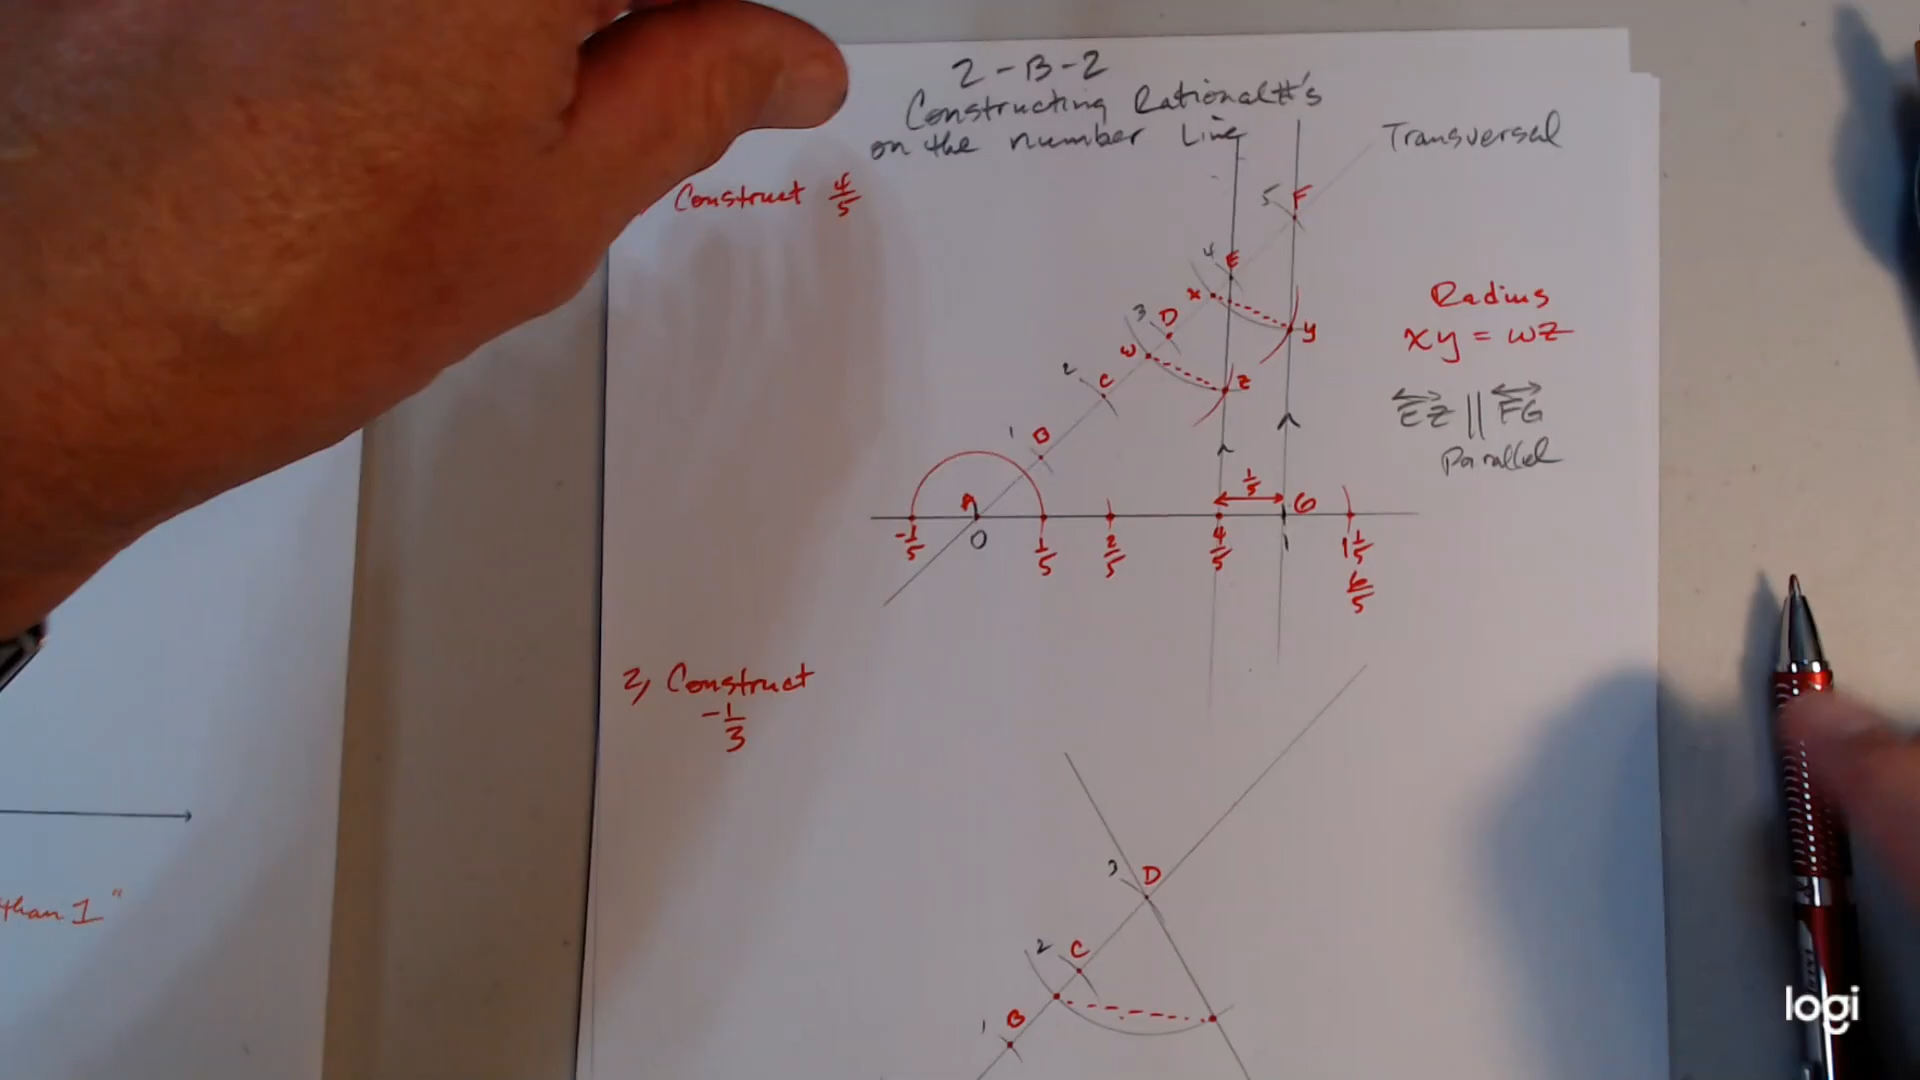 2-B-2
Constructing Rational #'s
on the number Line
Transversal
Construct 4/5
5 F
4 E
x
3 D
y
w
2 C
z
1 B
Radius
xy = wz
EZ || FG
Parallel
A
1/5
G
-1/5 0 1/5 2/5 4/5 1 1 1/5
6/5
2, Construct
-1/3
3 D
2 C
1 B
than 1"
logi